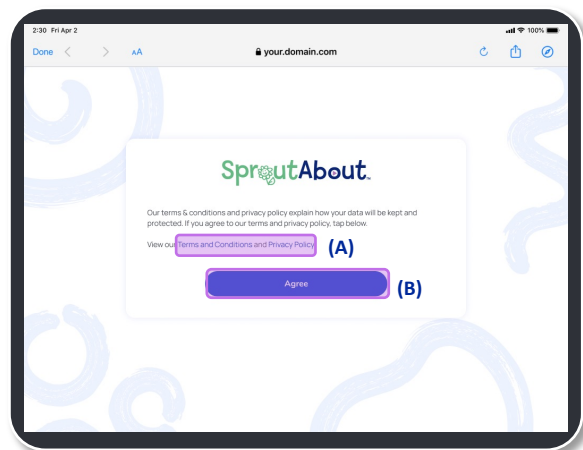 2:30 Fri Apr 2
100%
Done
AA
your.domain.com
SproutAbout™
Our terms & conditions and privacy policy explain how your data will be kept and
protected. If you agree to our terms and privacy policy, tap below.
View our Terms and Conditions and Privacy Policy
(A)
Agree
(B)